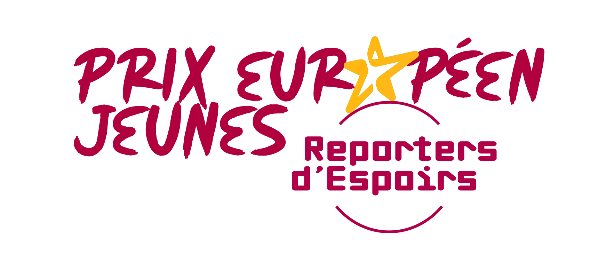 PRIX EUROPÉEN
JEUNES
Reporters
d'Espoirs